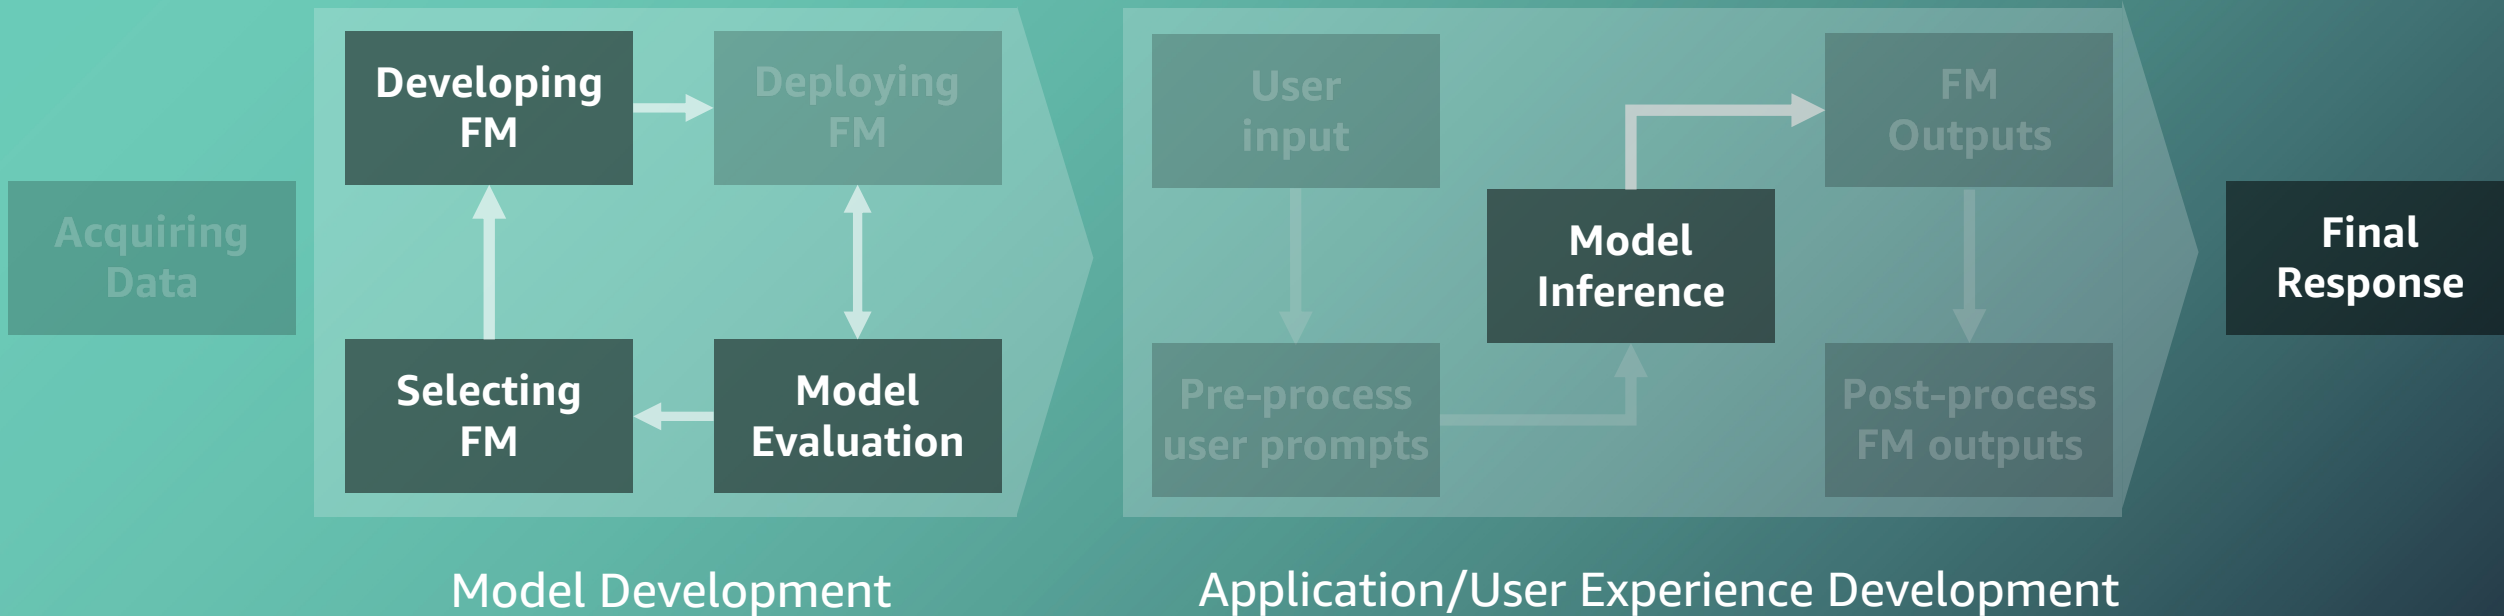 Acquiring
Data
Developing
FM
Deploying
FM
Selecting
FM
Model
Evaluation
Model Development
User
input
Pre-process
user prompts
Model
Inference
FM
Outputs
Post-process
FM outputs
Application/User Experience Development
Final
Response